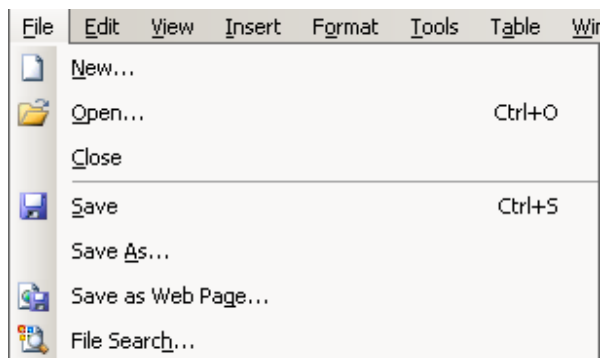 File Edit View Insert Format Tools Table
New...
Open... Ctrl+O
Close
Save Ctrl+S
Save As...
Save as Web Page...
File Search...